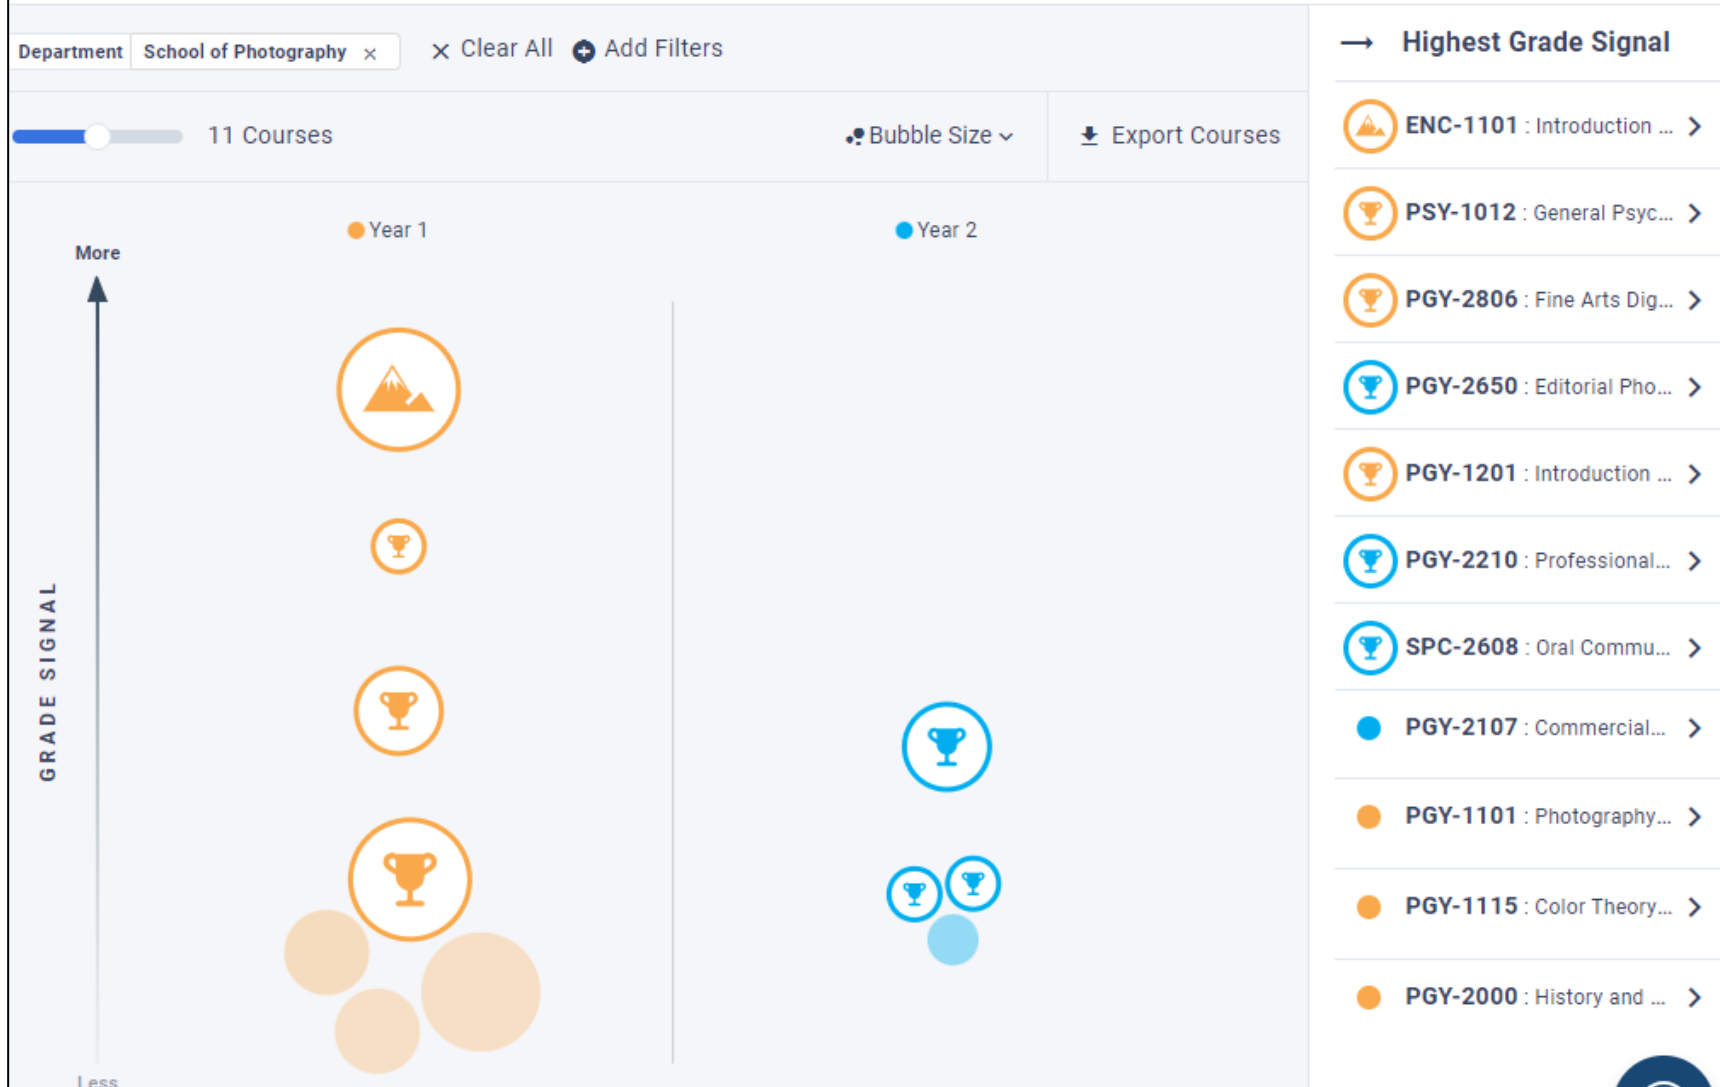 Department School of Photography × × Clear All Add Filters
11 Courses Bubble Size Export Courses
Year 1 Year 2
More
GRADE SIGNAL
Less
→ Highest Grade Signal
ENC-1101 : Introduction ...
PSY-1012 : General Psyc...
PGY-2806 : Fine Arts Dig...
PGY-2650 : Editorial Pho...
PGY-1201 : Introduction ...
PGY-2210 : Professional...
SPC-2608 : Oral Commu...
PGY-2107 : Commercial...
PGY-1101 : Photography...
PGY-1115 : Color Theory...
PGY-2000 : History and ...